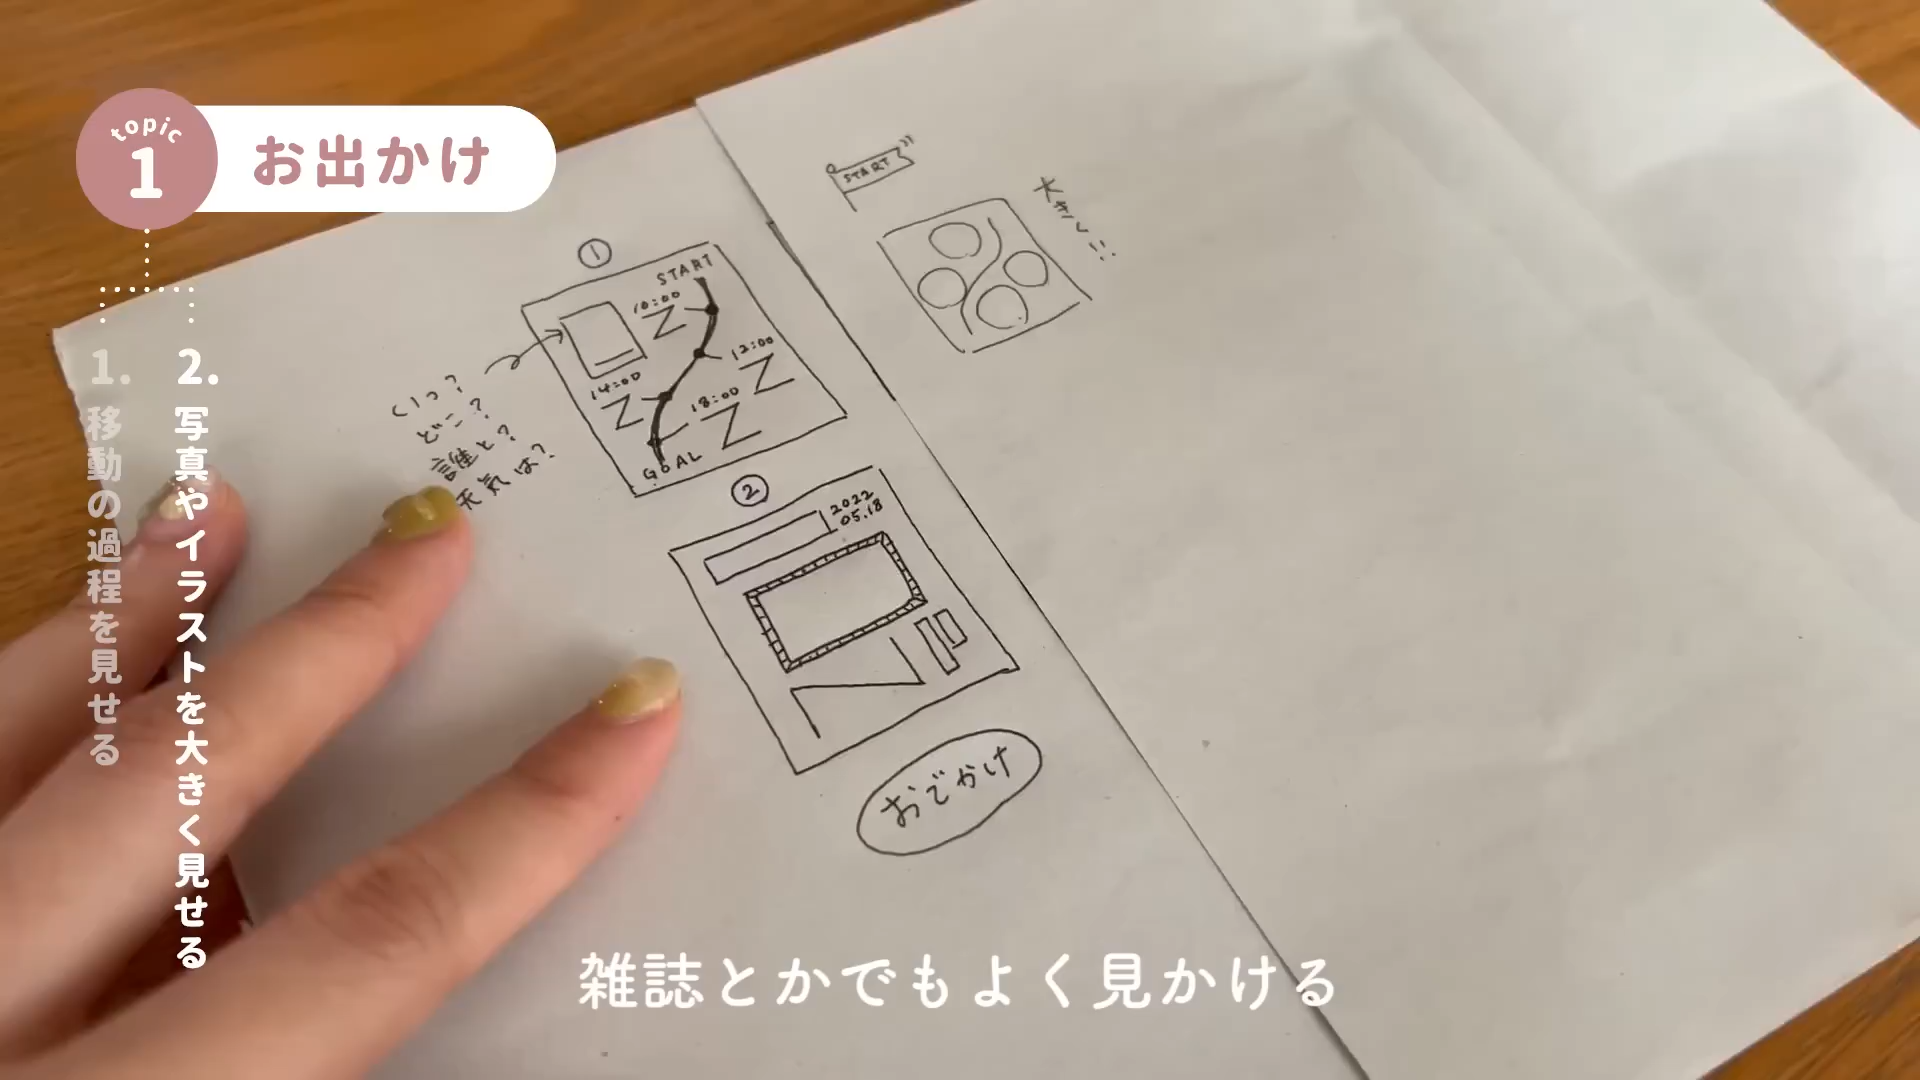 topic
1
お出かけ
1.
移動の過程を見せる
2.
写真やイラストを大きく見せる
START
大きく!!
①
START
10:00
12:00
14:00
18:00
GOAL
いつ?
どこ?
誰と?
天気は?
②
2022
05.18
おでかけ
雑誌とかでもよく見かける